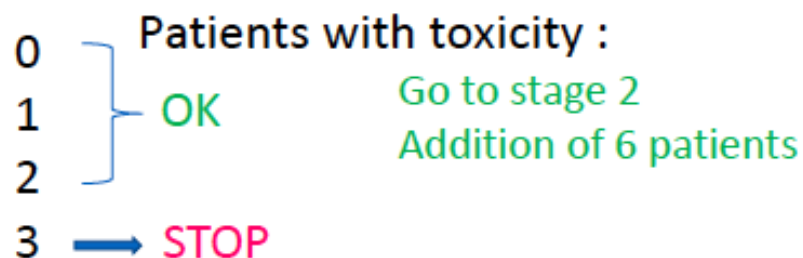 Patients with toxicity :
0
1 OK Go to stage 2
2 Addition of 6 patients
3 STOP